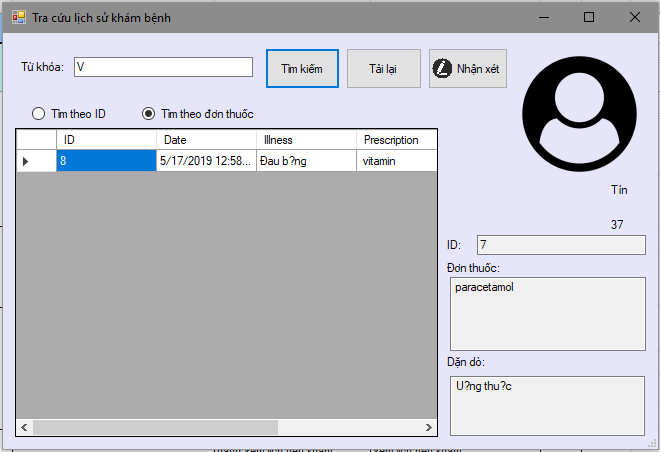 Tra cứu lịch sử khám bệnh
Từ khóa: V Tìm kiếm Tải lại Nhận xét
Tìm theo ID Tìm theo đơn thuốc
ID Date Illness Prescription
8 5/17/2019 12:58... Đau b?ng vitamin
Tín
37
ID: 7
Đơn thuốc:
paracetamol
Dặn dò:
U?ng thu?c